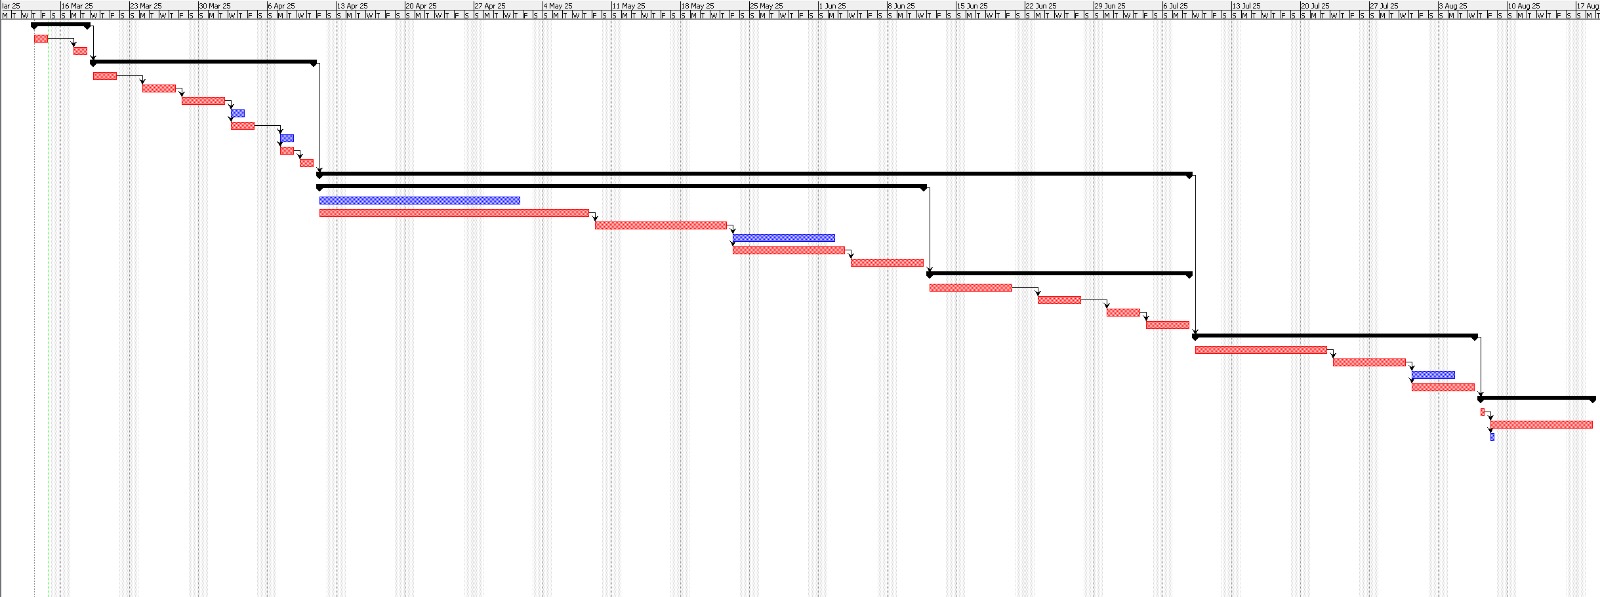 lar 25 16 Mar 25 23 Mar 25 30 Mar 25 6 Apr 25 13 Apr 25 20 Apr 25 27 Apr 25 4 May 25 11 May 25 18 May 25 25 May 25 1 Jun 25 8 Jun 25 15 Jun 25 22 Jun 25 29 Jun 25 6 Jul 25 13 Jul 25 20 Jul 25 27 Jul 25 3 Aug 25 10 Aug 25 17 Aug
M T W T F S S M T W T F S S M T W T F S S M T W T F S S M T W T F S S M T W T F S S M T W T F S S M T W T F S S M T W T F S S M T W T F S S M T W T F S S M T W T F S S M T W T F S S M T W T F S S M T W T F S S M T W T F S S M T W T F S S M T W T F S S M T W T F S S M T W T F S S M T W T F S S M T W T F S S M T W T F S S M T